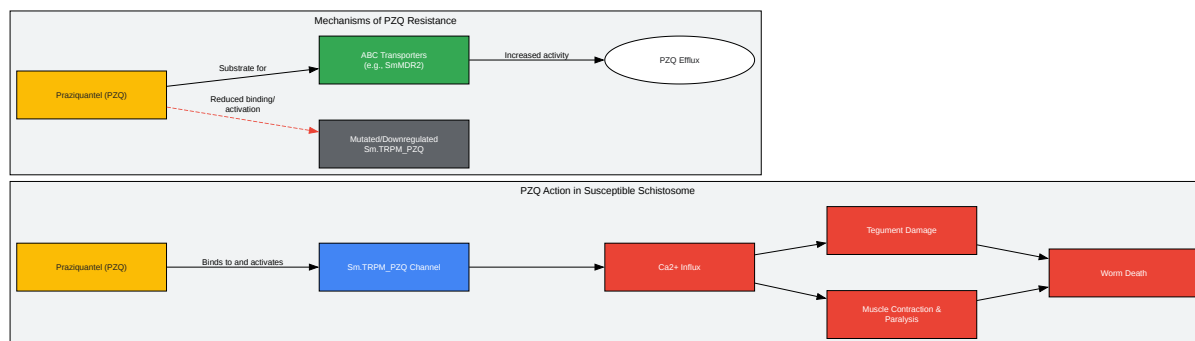 Mechanisms of PZQ Resistance
Praziquantel (PZQ)
Substrate for
Reduced binding/
activation
ABC Transporters
(e.g., SmMDR2)
Increased activity
PZQ Efflux
Mutated/Downregulated
Sm.TRPM_PZQ
PZQ Action in Susceptible Schistosome
Praziquantel (PZQ)
Binds to and activates
Sm.TRPM_PZQ Channel
Ca2+ Influx
Tegument Damage
Muscle Contraction &
Paralysis
Worm Death